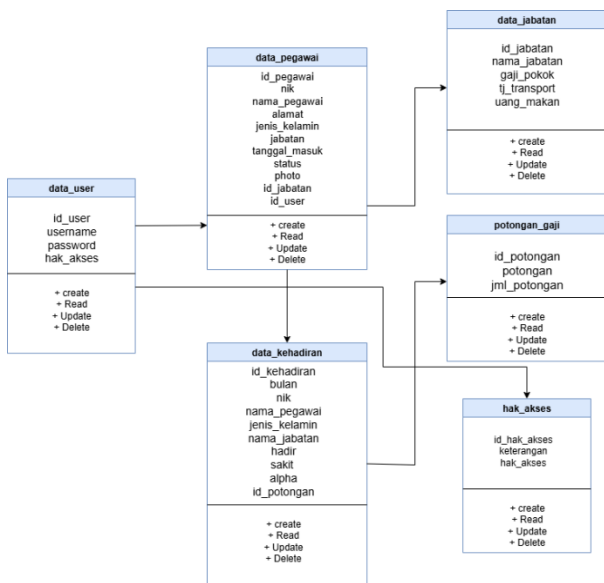 data_user
id_user
username
password
hak_akses
+ create
+ Read
+ Update
+ Delete
data_pegawai
id_pegawai
nik
nama_pegawai
alamat
jenis_kelamin
jabatan
tanggal_masuk
status
photo
id_jabatan
id_user
+ create
+ Read
+ Update
+ Delete
data_kehadiran
id_kehadiran
bulan
nik
nama_pegawai
jenis_kelamin
nama_jabatan
hadir
sakit
alpha
id_potongan
+ create
+ Read
+ Update
+ Delete
data_jabatan
id_jabatan
nama_jabatan
gaji_pokok
tj_transport
uang_makan
+ create
+ Read
+ Update
+ Delete
potongan_gaji
id_potongan
potongan
jml_potongan
+ create
+ Read
+ Update
+ Delete
hak_akses
id_hak_akses
keterangan
hak_akses
+ create
+ Read
+ Update
+ Delete